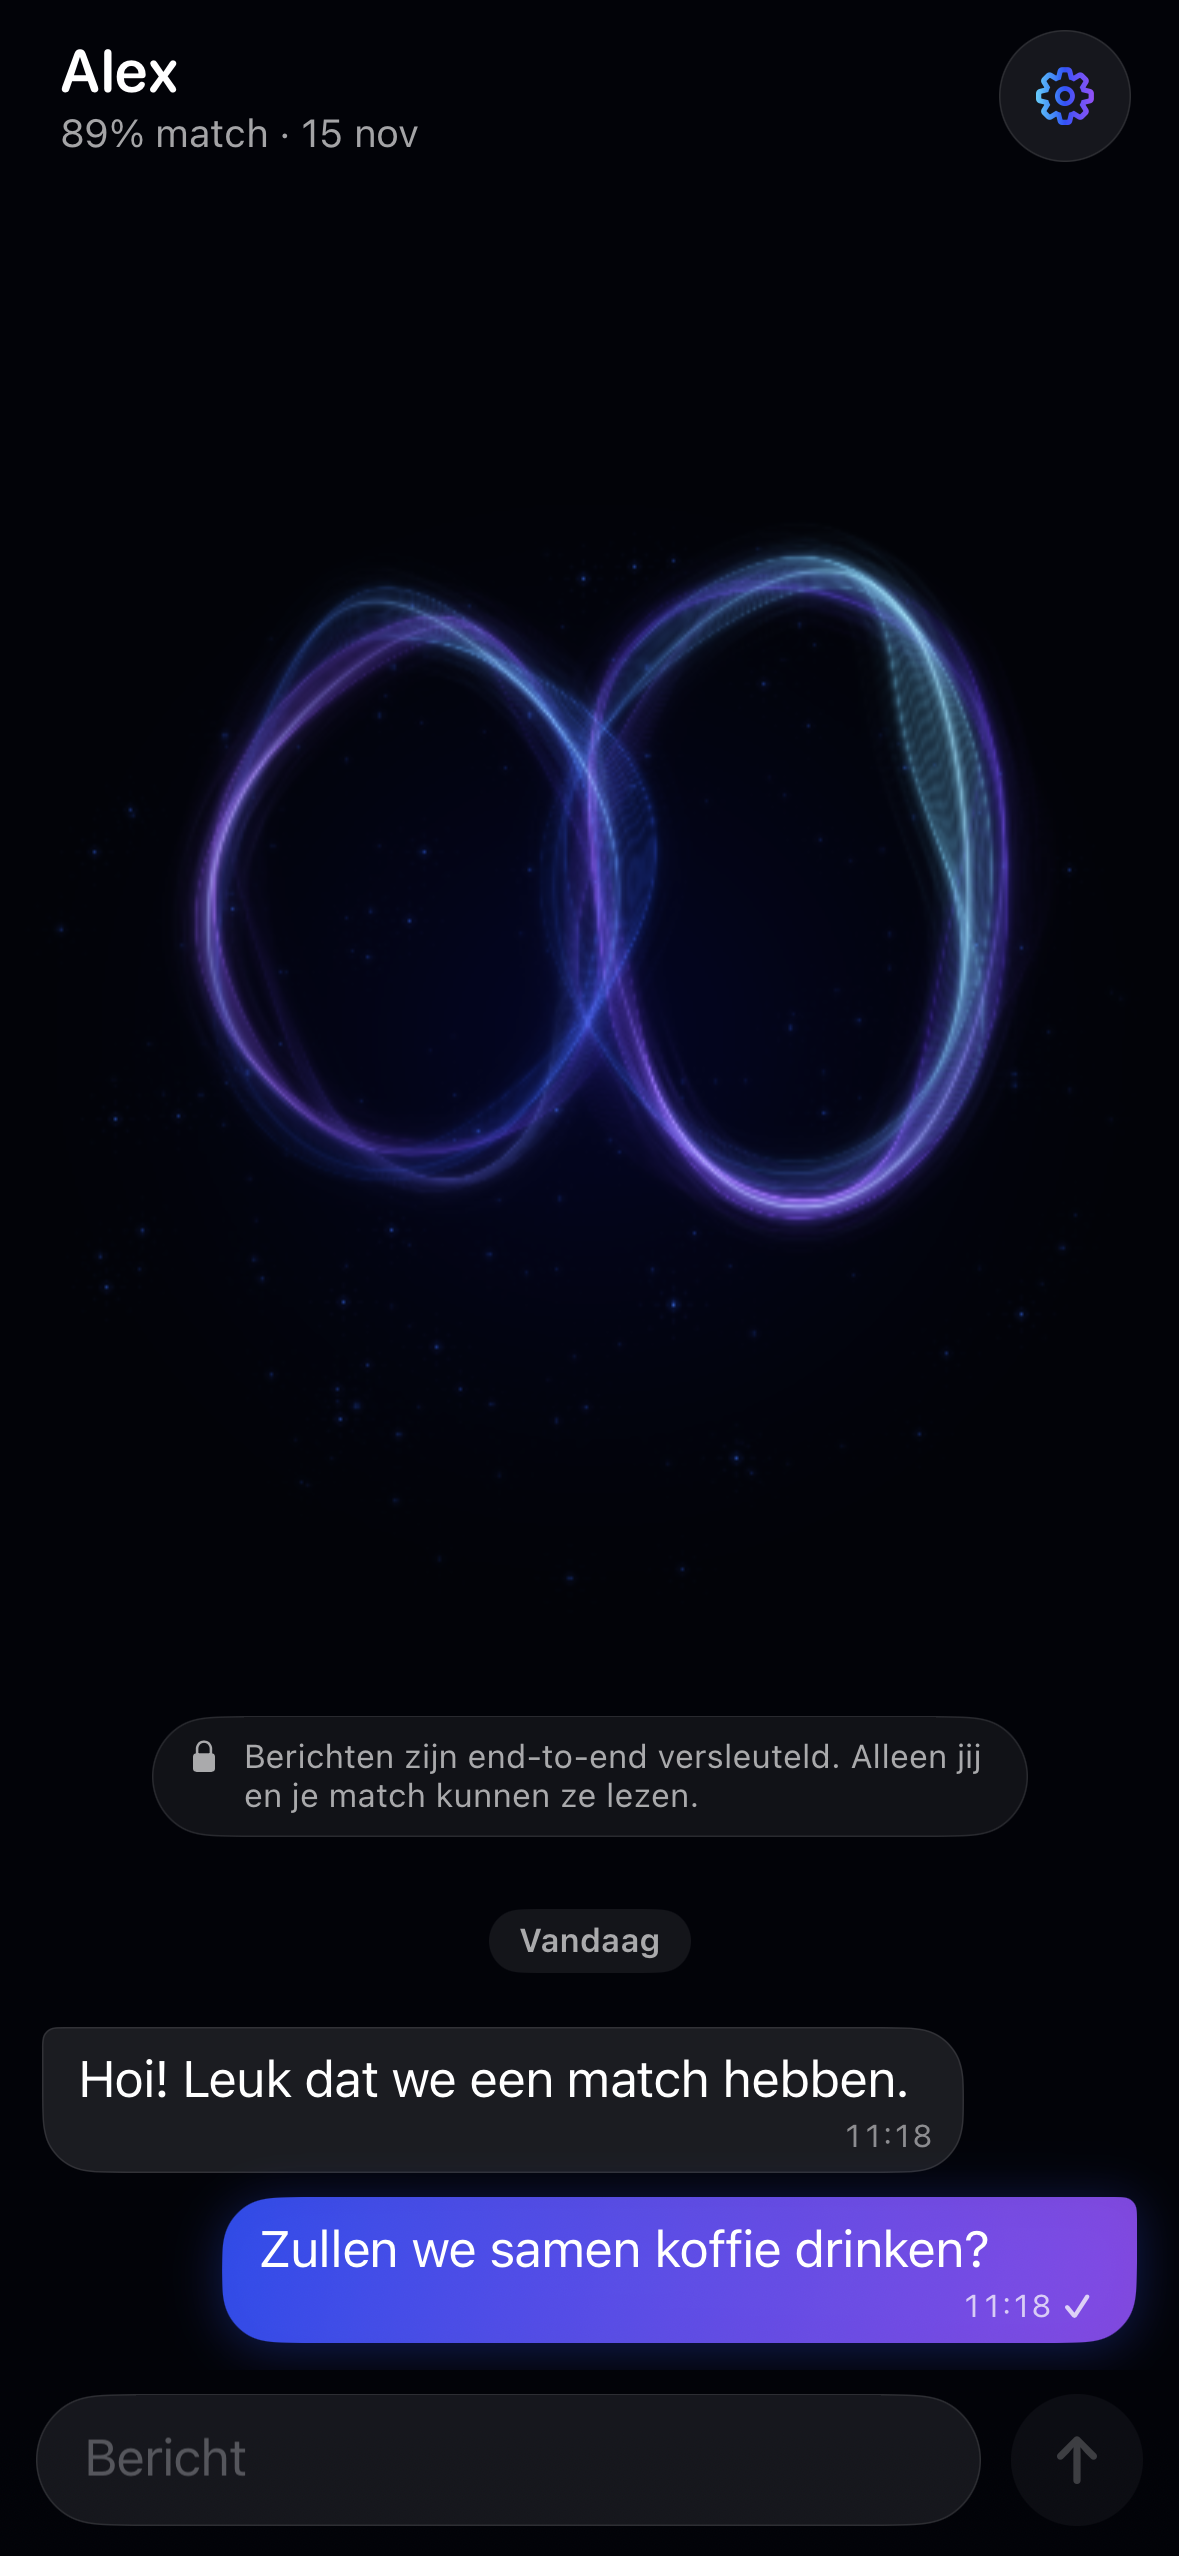 Alex
89% match · 15 nov
Berichten zijn end-to-end versleuteld. Alleen jij
en je match kunnen ze lezen.
Vandaag
Hoi! Leuk dat we een match hebben.
11:18
Zullen we samen koffie drinken?
11:18
Bericht